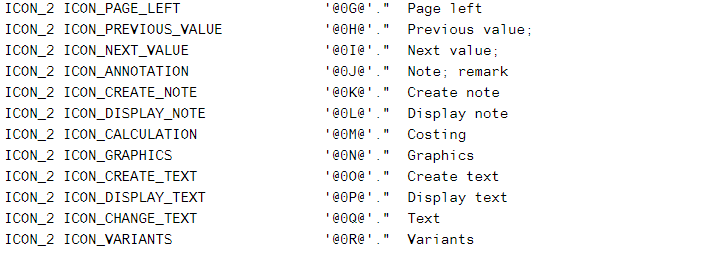 ICON_2 ICON_PAGE_LEFT '@0G@'." Page left
ICON_2 ICON_PREVIOUS_VALUE '@0H@'." Previous value;
ICON_2 ICON_NEXT_VALUE '@0I@'." Next value;
ICON_2 ICON_ANNOTATION '@0J@'." Note; remark
ICON_2 ICON_CREATE_NOTE '@0K@'." Create note
ICON_2 ICON_DISPLAY_NOTE '@0L@'." Display note
ICON_2 ICON_CALCULATION '@0M@'." Costing
ICON_2 ICON_GRAPHICS '@0N@'." Graphics
ICON_2 ICON_CREATE_TEXT '@0O@'." Create text
ICON_2 ICON_DISPLAY_TEXT '@0P@'." Display text
ICON_2 ICON_CHANGE_TEXT '@0Q@'." Text
ICON_2 ICON_VARIANTS '@0R@'." Variants